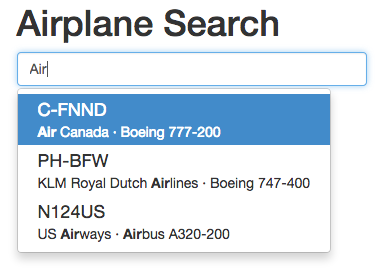 Airplane Search
Air
C-FNND
Air Canada · Boeing 777-200
PH-BFW
KLM Royal Dutch Airlines · Boeing 747-400
N124US
US Airways · Airbus A320-200